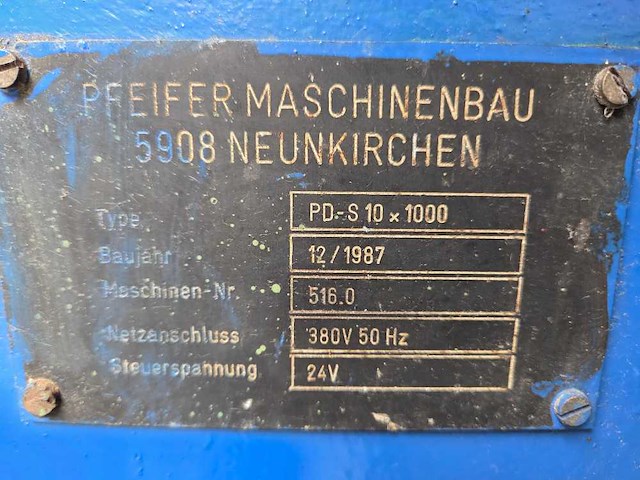 PFEIFER MASCHINENBAU
5908 NEUNKIRCHEN
Type PD-S 10 x 1000
Baujahr 12/1987
Maschinen-Nr. 516.0
Netzanschluss 380V 50 Hz
Steuerspannung 24V